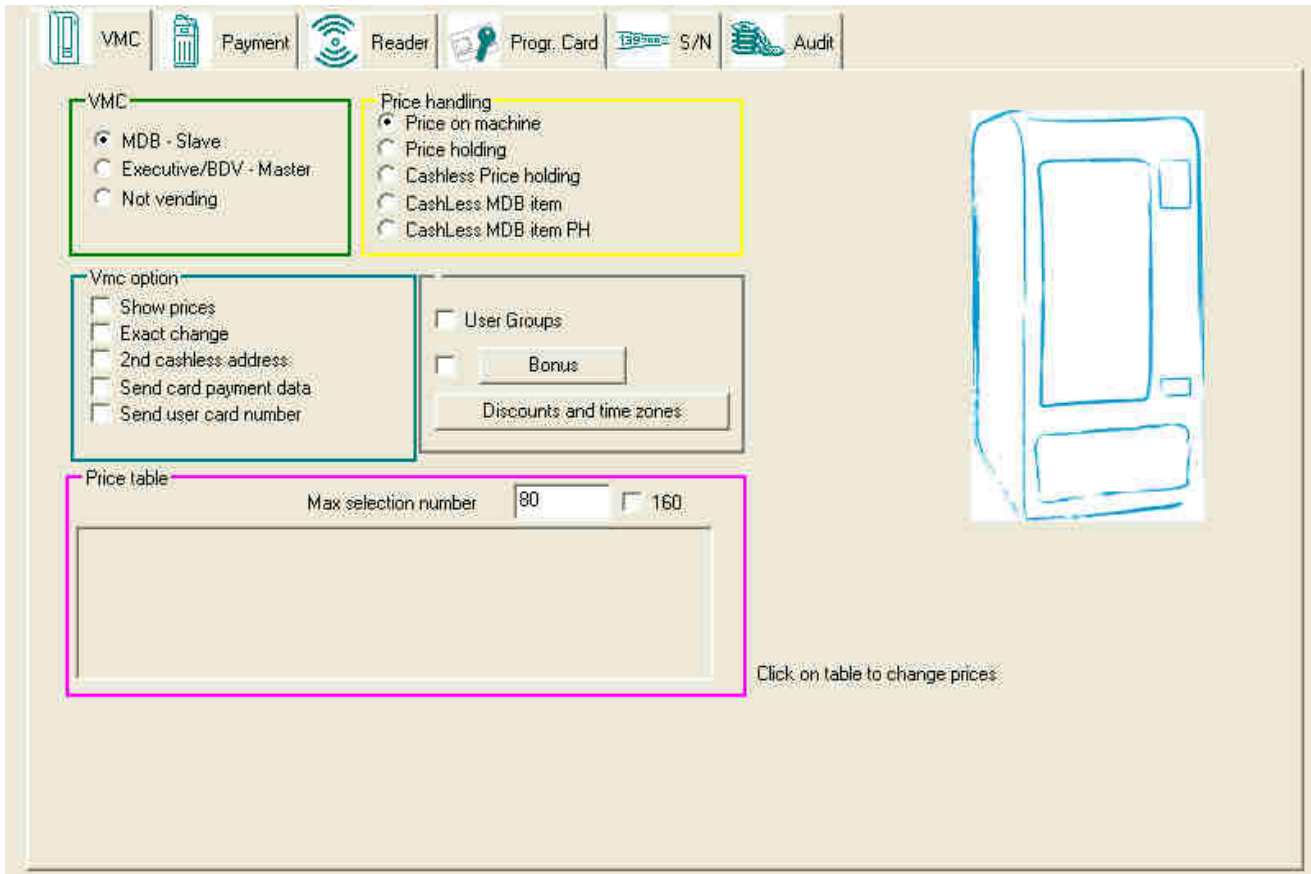 VMC
Payment
Reader
Progr. Card
S/N
Audit
VMC
MDB - Slave
Executive/BDV - Master
Not vending
Price handling
Price on machine
Price holding
Cashless Price holding
CashLess MDB item
CashLess MDB item PH
Vmc option
Show prices
Exact change
2nd cashless address
Send card payment data
Send user card number
User Groups
Bonus
Discounts and time zones
Price table
Max selection number 80 160
Click on table to change prices